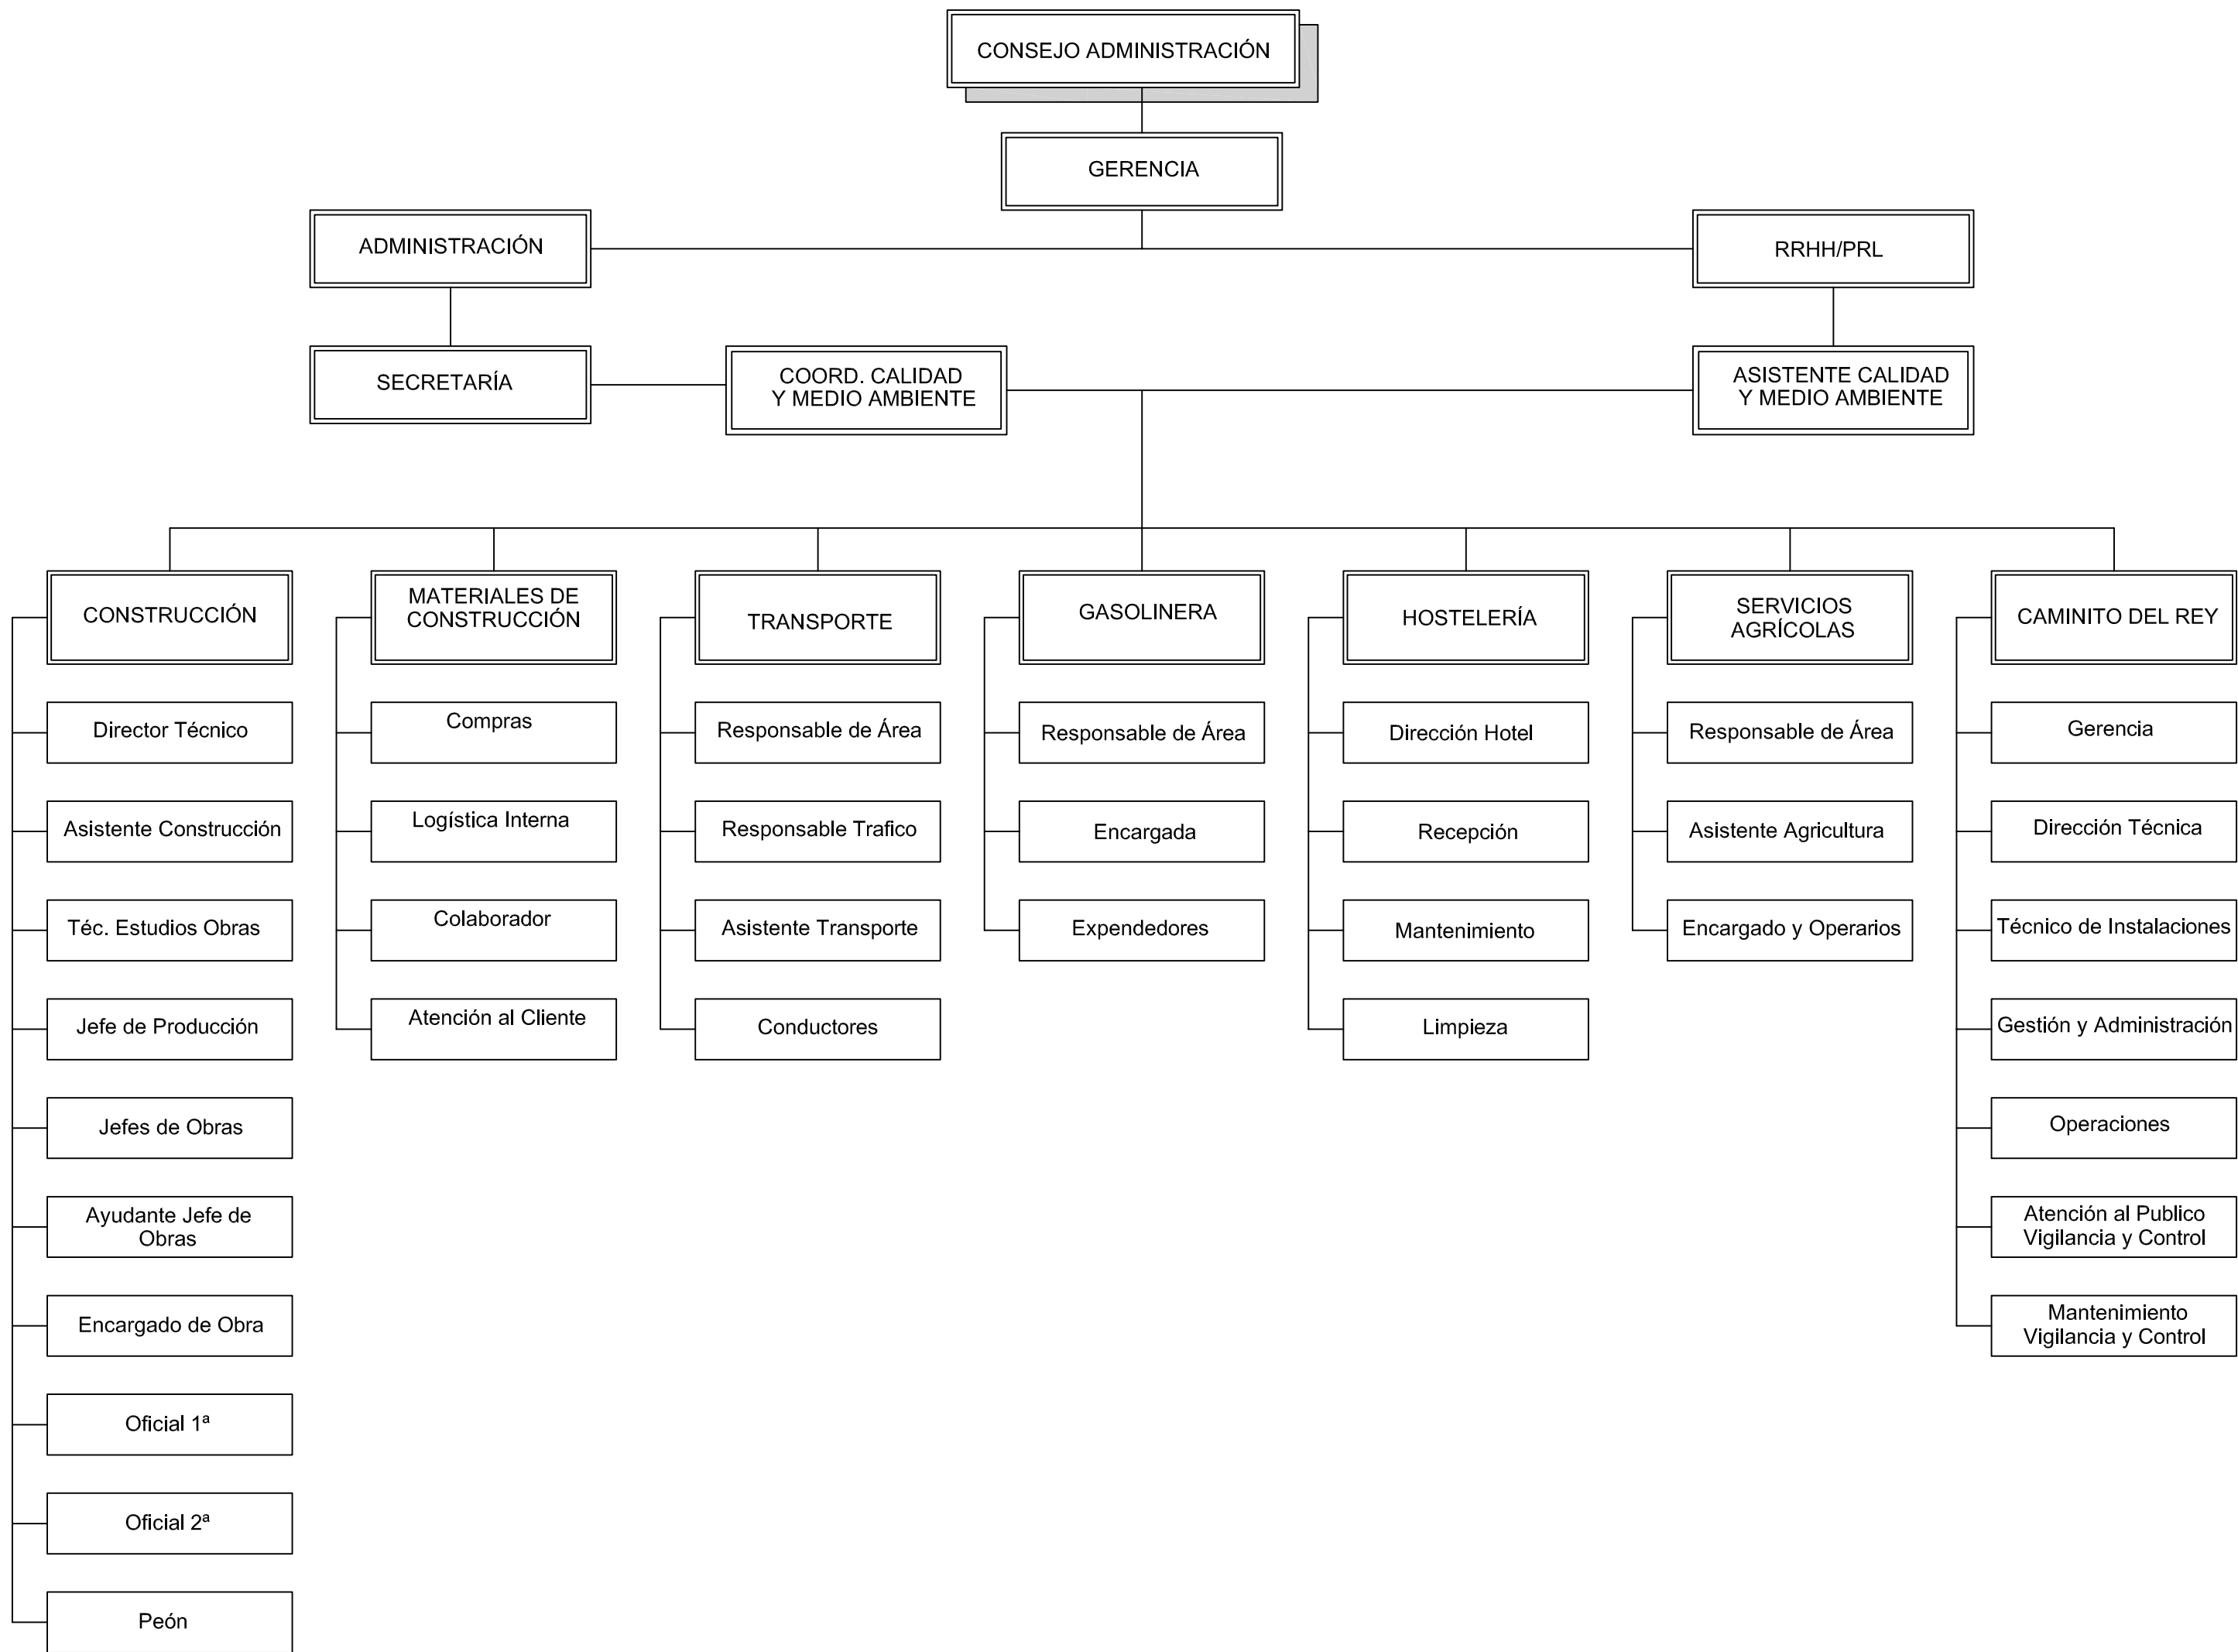 CONSEJO ADMINISTRACIÓN
GERENCIA
ADMINISTRACIÓN
RRHH/PRL
SECRETARÍA
COORD. CALIDAD
Y MEDIO AMBIENTE
ASISTENTE CALIDAD
Y MEDIO AMBIENTE
CONSTRUCCIÓN
Director Técnico
Asistente Construcción
Téc. Estudios Obras
Jefe de Producción
Jefes de Obras
Ayudante Jefe de
Obras
Encargado de Obra
Oficial 1ª
Oficial 2ª
Peón
MATERIALES DE
CONSTRUCCIÓN
Compras
Logística Interna
Colaborador
Atención al Cliente
TRANSPORTE
Responsable de Área
Responsable Trafico
Asistente Transporte
Conductores
GASOLINERA
Responsable de Área
Encargada
Expendedores
HOSTELERÍA
Dirección Hotel
Recepción
Mantenimiento
Limpieza
SERVICIOS
AGRÍCOLAS
Responsable de Área
Asistente Agricultura
Encargado y Operarios
CAMINITO DEL REY
Gerencia
Dirección Técnica
Técnico de Instalaciones
Gestión y Administración
Operaciones
Atención al Publico
Vigilancia y Control
Mantenimiento
Vigilancia y Control